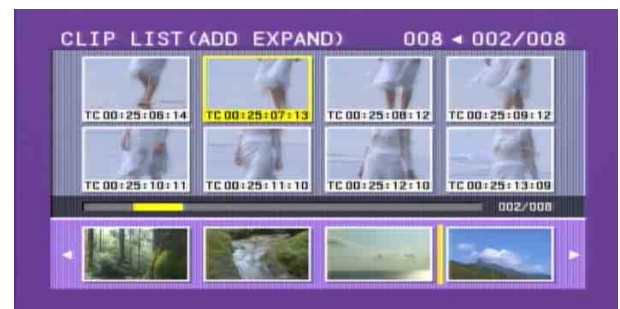 CLIP LIST(ADD EXPAND) 008 ◄ 002/008
TC 00:25:06:14 TC 00:25:07:13 TC 00:25:08:12 TC 00:25:09:12
TC 00:25:10:11 TC 00:25:11:10 TC 00:25:12:10 TC 00:25:13:09
002/008